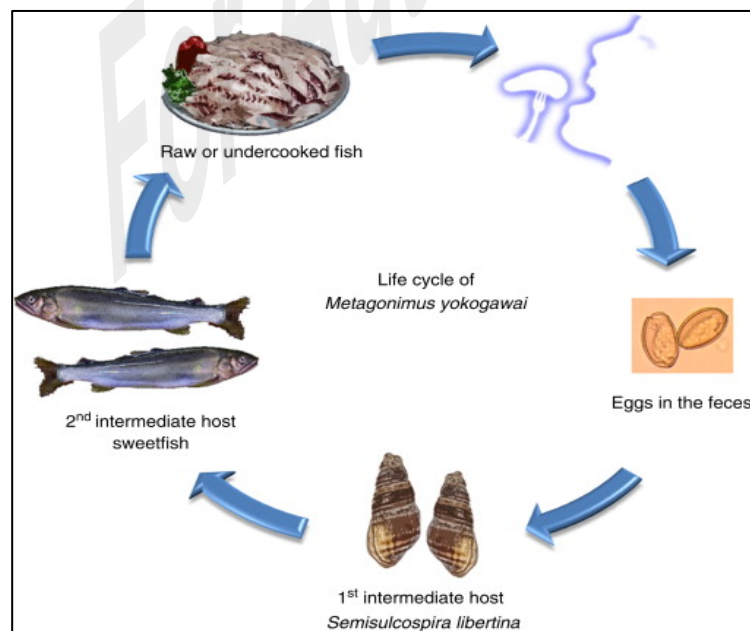 Raw or undercooked fish
Life cycle of
Metagonimus yokogawai
Eggs in the feces
2nd intermediate host
sweetfish
1st intermediate host
Semisulcospira libertina